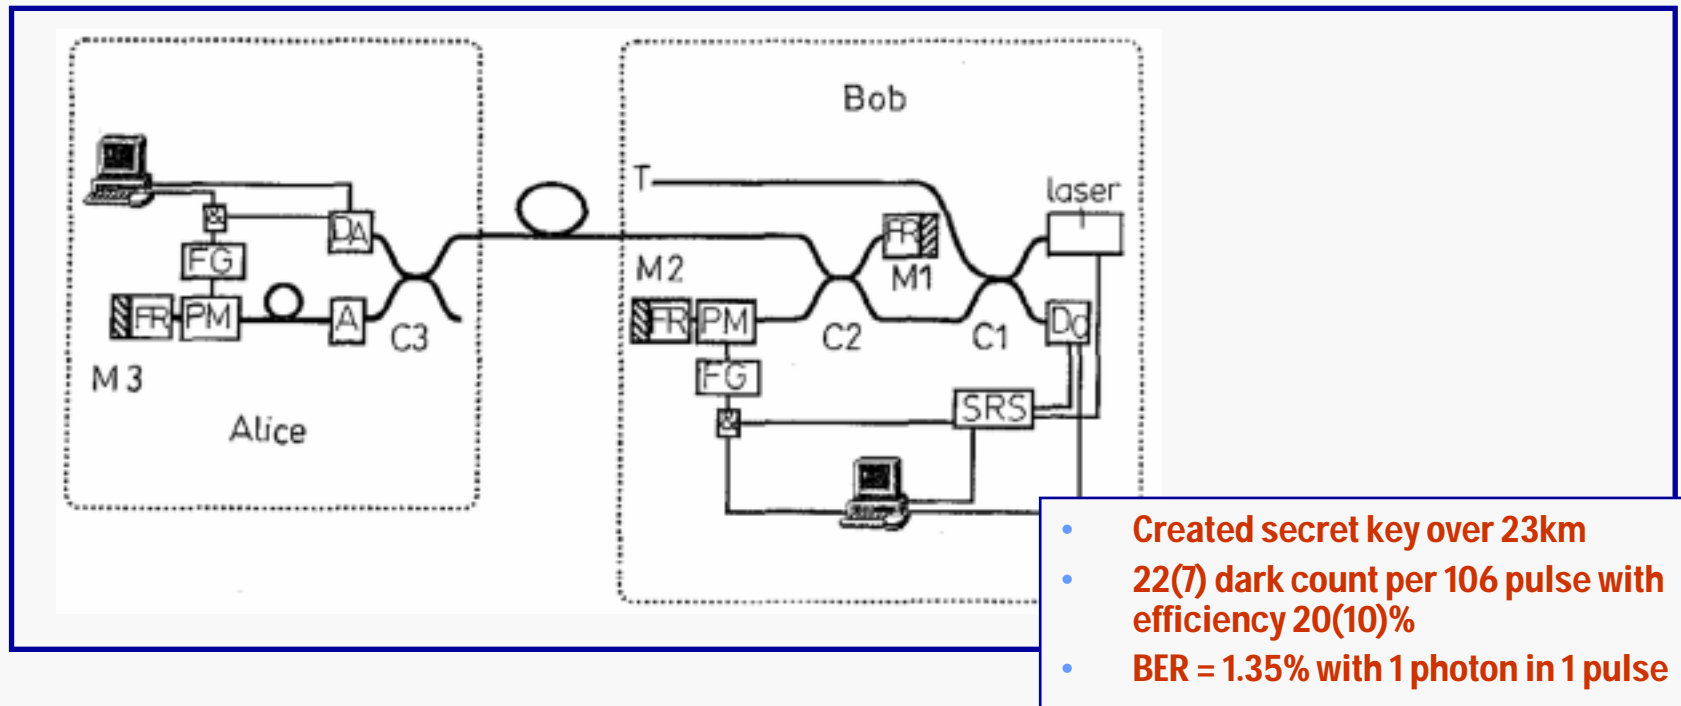 Bob
T
laser
&
DA
FR
FG
M1
M2
FR PM
A
FR PM
C3
C2
C1
Dd
M3
FG
SRS
&
Alice
Created secret key over 23km
22(7) dark count per 106 pulse with
efficiency 20(10)%
BER = 1.35% with 1 photon in 1 pulse